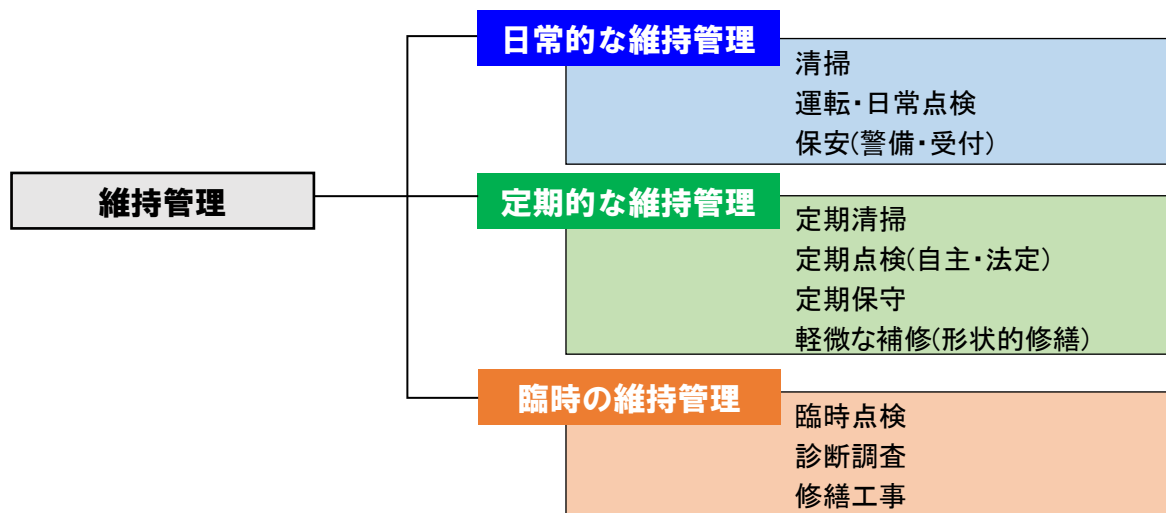 維持管理
日常的な維持管理
清掃
運転・日常点検
保安(警備・受付)
定期的な維持管理
定期清掃
定期点検(自主・法定)
定期保守
軽微な補修(形状的修繕)
臨時の維持管理
臨時点検
診断調査
修繕工事